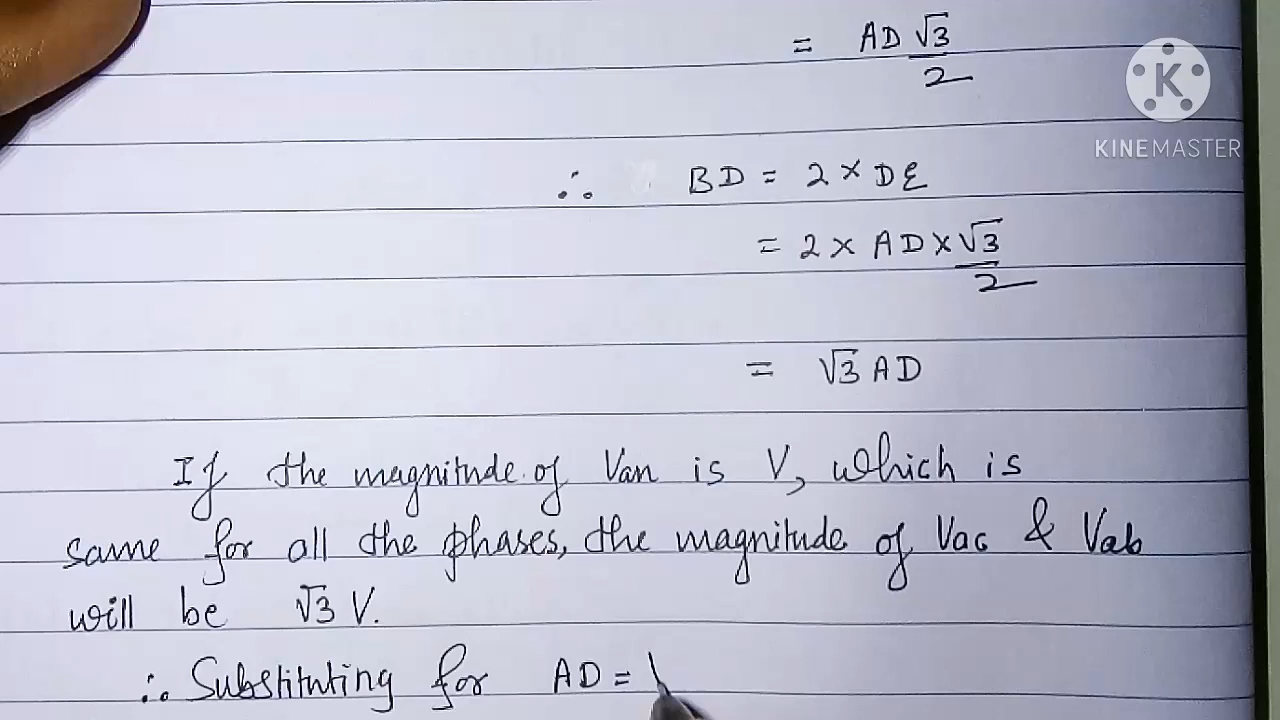 = AD √3/2
K
KINEMASTER
∴ BD = 2 × DE
= 2 × AD × √3/2
= √3 AD
If the magnitude of Van is V, which is
same for all the phases, the magnitude of Vac & Vab
will be √3 V.
∴ Substituting for AD =